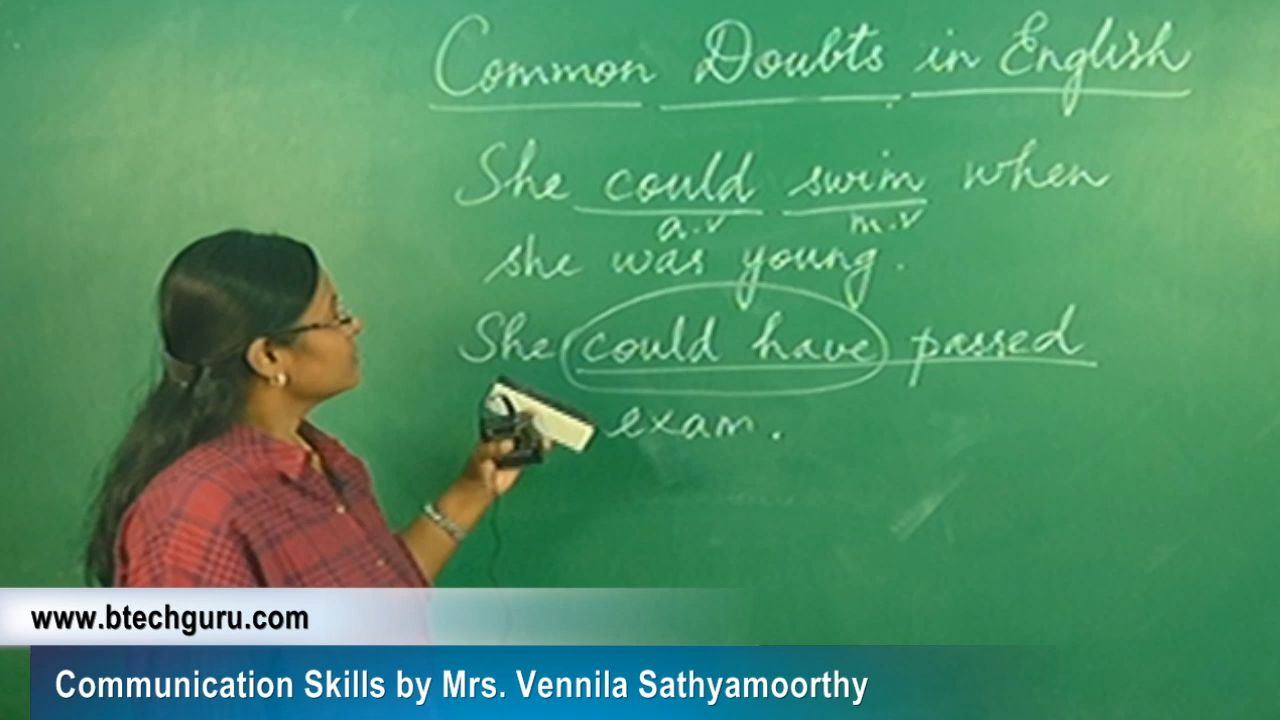 Common Doubts in English
She could swim when
a.v m.v
she was young.
She could have passed
exam.
www.btechguru.com
Communication Skills by Mrs. Vennila Sathyamoorthy